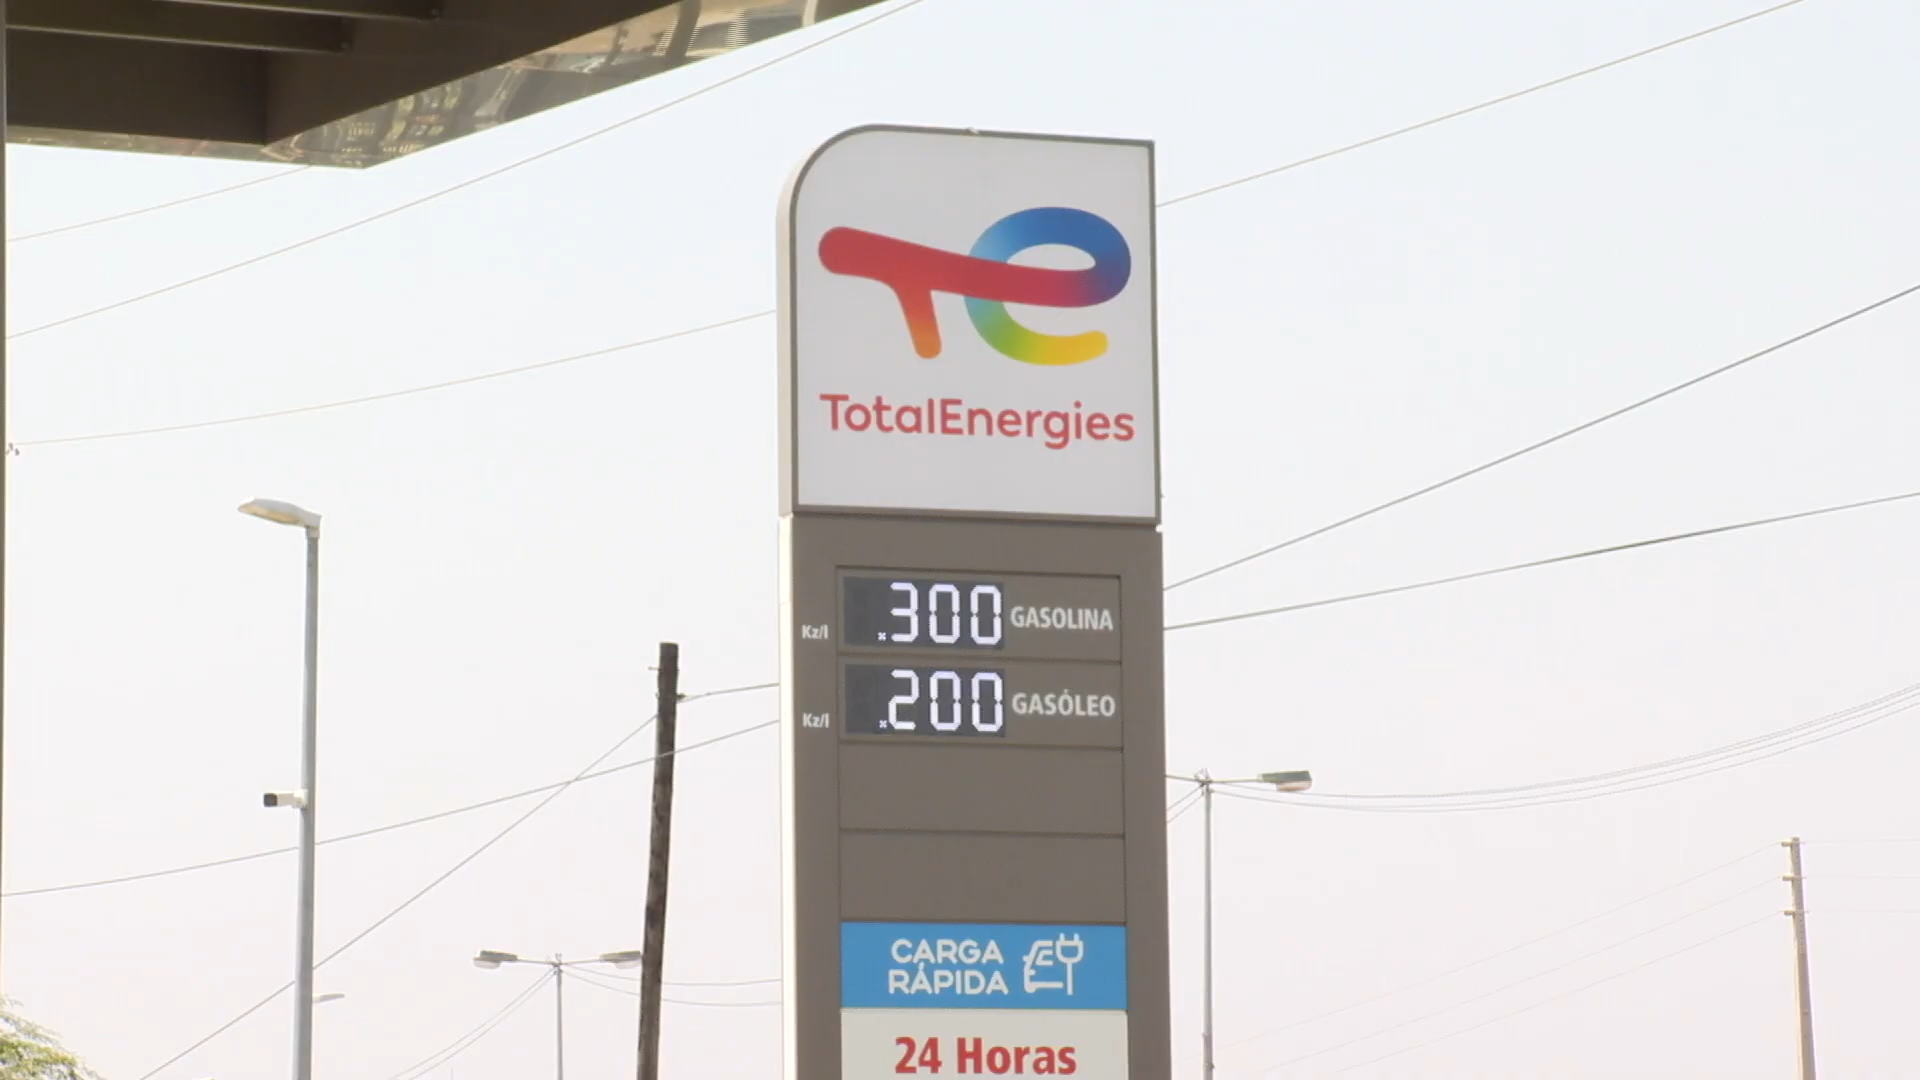 TotalEnergies
Kz/l .300 GASOLINA
Kz/l .200 GASÓLEO
CARGA
RÁPIDA
24 Horas